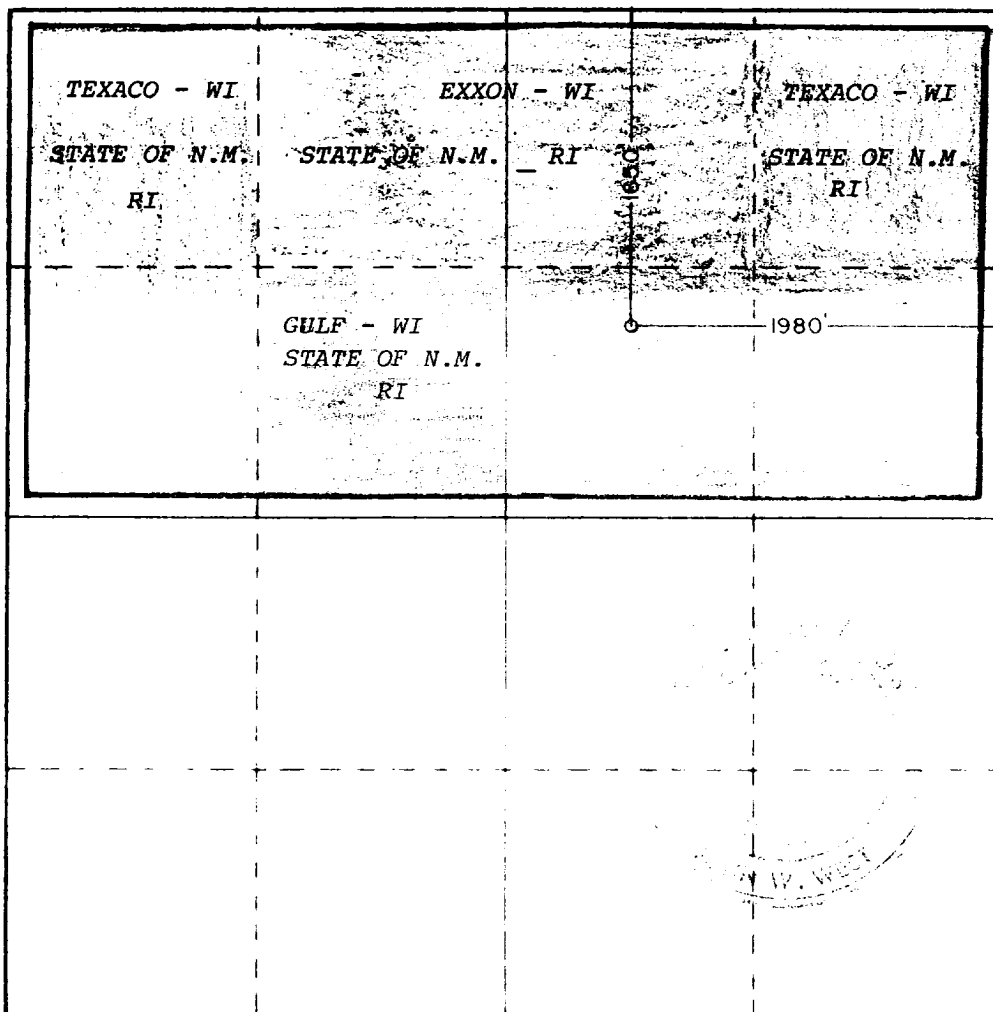 TEXACO - WI
STATE OF N.M.
RI
EXXON - WI
STATE OF N.M. - RI
TEXACO - WI
STATE OF N.M.
RI
1650'
GULF - WI
STATE OF N.M.
RI
1980'
W. WEST